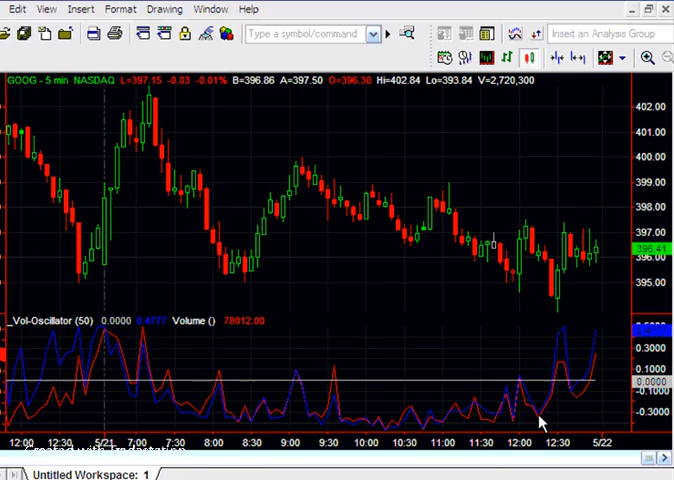 Edit View Insert Format Drawing Window Help
Type a symbol/command
Insert an Analysis Group
GOOG - 5 min NASDAQ L=397.15 -0.03 -0.01% B=396.86 A=397.50 O=396.30 Hi=402.84 Lo=393.84 V=2,720,300
402.00
401.00
400.00
399.00
398.00
397.00
396.41
396.00
395.00
_Vol-Oscillator (50) 0.0000 0.4777 Volume () 78012.00
0.3000
0.1000
0.0000
-0.1000
-0.3000
12:00 12:30 5/21 7:00 7:30 8:00 8:30 9:00 9:30 10:00 10:30 11:00 11:30 12:00 12:30 5/22
Untitled Workspace: 1